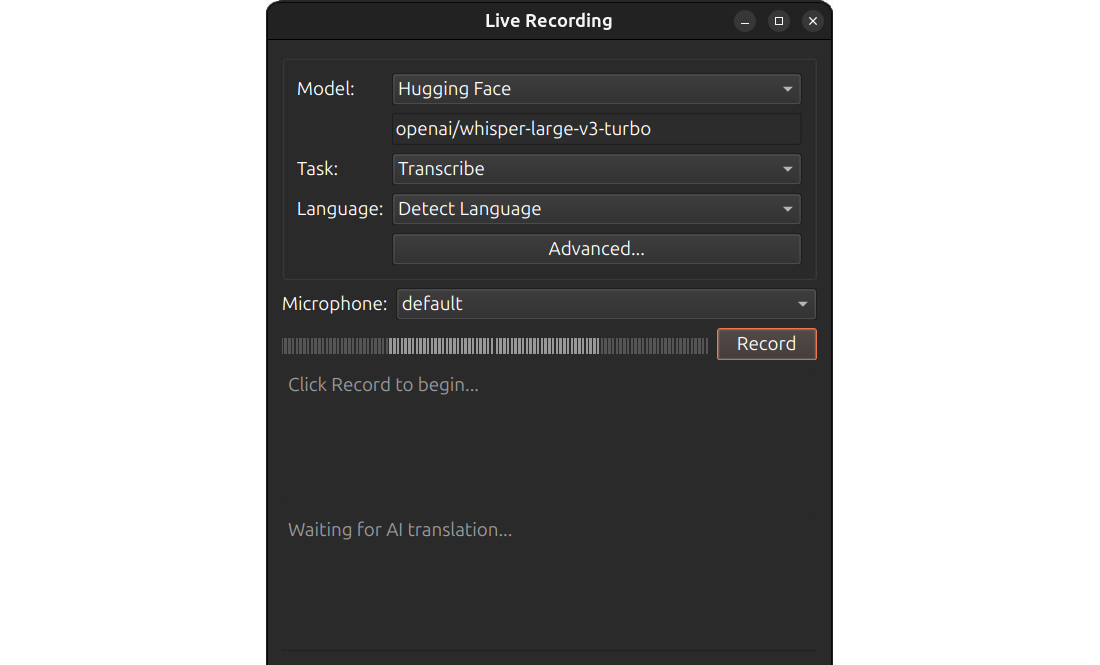 Live Recording
Model: Hugging Face
openai/whisper-large-v3-turbo
Task: Transcribe
Language: Detect Language
Advanced...
Microphone: default
Record
Click Record to begin...
Waiting for AI translation...